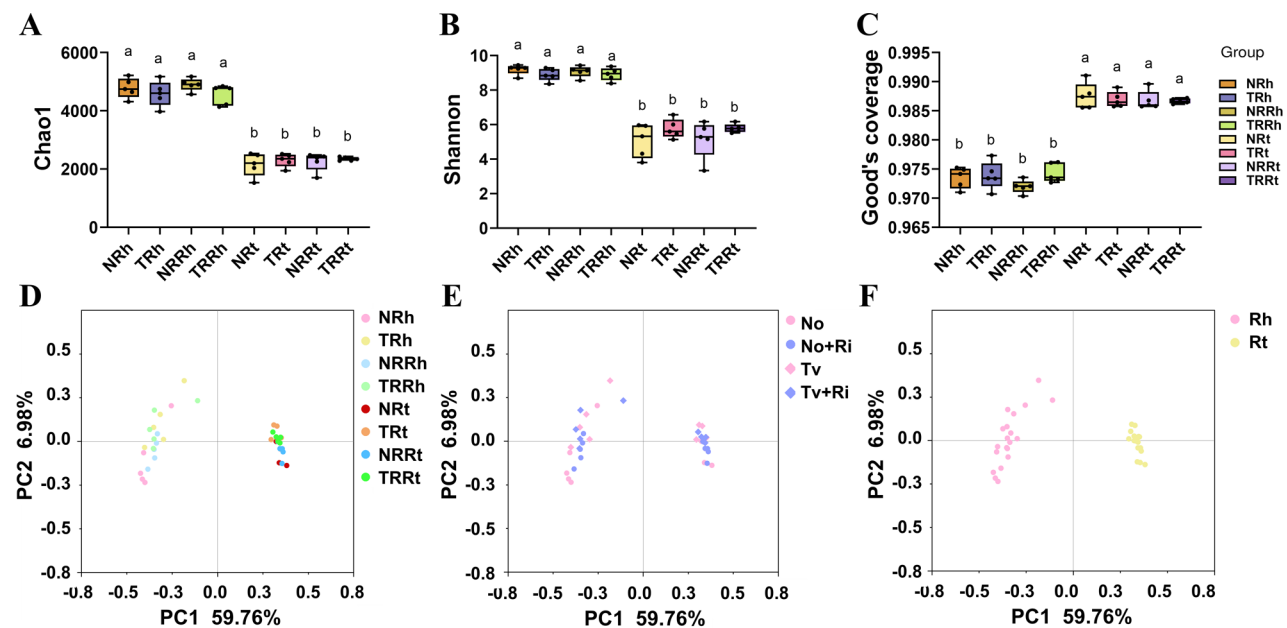 A
6000
4000
2000
0
Chao1
a a a a
b b b b
NRh TRh NRRh TRRh NRt TRt NRRt TRRt
B
10
8
6
4
2
0
Shannon
a a a a
b b b b
NRh TRh NRRh TRRh NRt TRt NRRt TRRt
C
0.995
0.990
0.985
0.980
0.975
0.970
0.965
Good's coverage
a a a a
b b b b
NRh TRh NRRh TRRh NRt TRt NRRt TRRt
Group
NRh
TRh
NRRh
TRRh
NRt
TRt
NRRt
TRRt
D
0.5
0.3
0.0
-0.3
-0.5
-0.8
PC2 6.98%
-0.8 -0.5 -0.3 0.0 0.3 0.5 0.8
PC1 59.76%
NRh
TRh
NRRh
TRRh
NRt
TRt
NRRt
TRRt
E
0.5
0.3
0.0
-0.3
-0.5
-0.8
PC2 6.98%
-0.8 -0.5 -0.3 0.0 0.3 0.5 0.8
PC1 59.76%
No
No+Ri
Tv
Tv+Ri
F
0.5
0.3
0.0
-0.3
-0.5
-0.8
PC2 6.98%
-0.8 -0.5 -0.3 0.0 0.3 0.5 0.8
PC1 59.76%
Rh
Rt